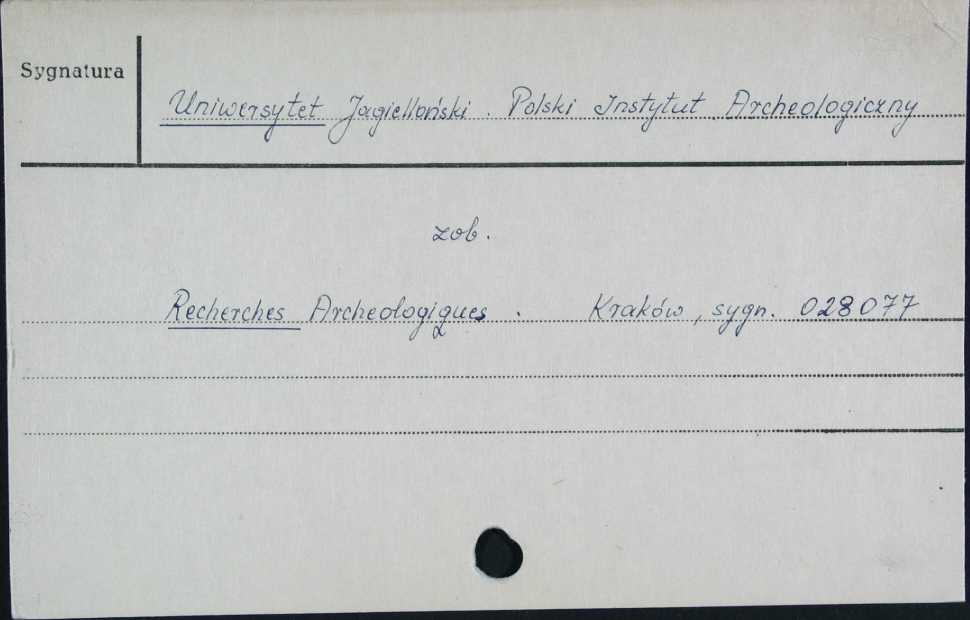 Sygnatura
Uniwersytet Jagielloński. Polski Instytut Archeologiczny
zob.
Recherches Archeologiques. Kraków, sygn. 028077